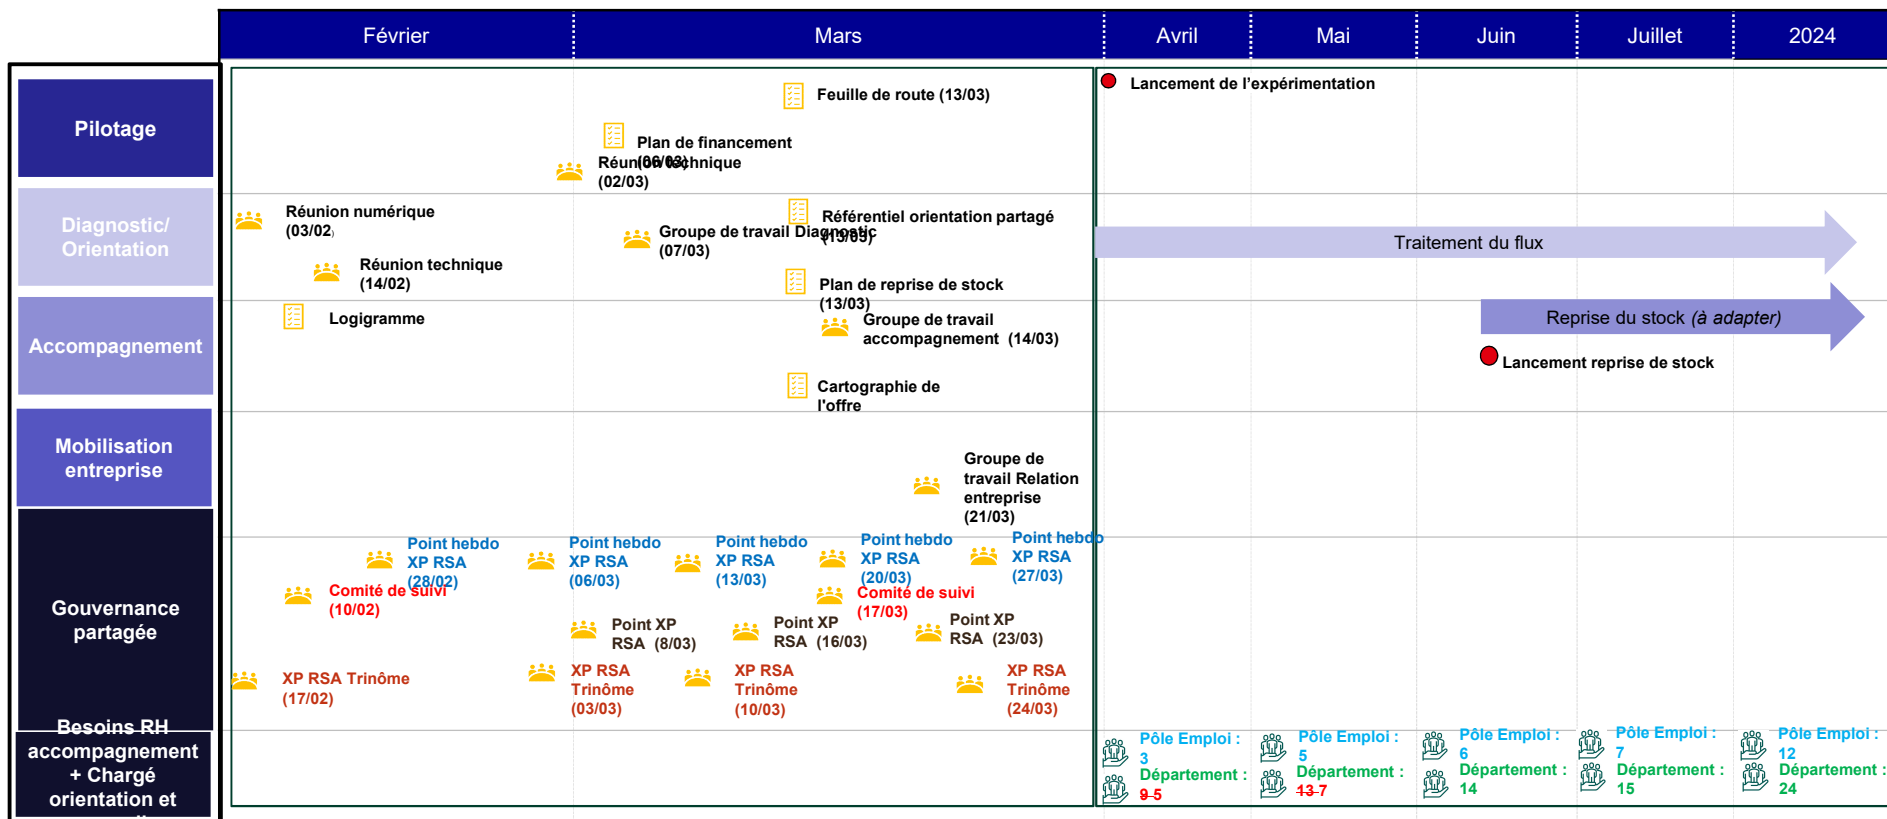 Février
Mars
Avril
Mai
Juin
Juillet
2024
Pilotage
Feuille de route (13/03)
Plan de financement
(06/03)
Réunion technique
(02/03)
Lancement de l’expérimentation
Diagnostic/
Orientation
Réunion numérique
(03/02)
Réunion technique
(14/02)
Groupe de travail Diagnostic
(07/03)
Référentiel orientation partagé
(13/03)
Plan de reprise de stock
(13/03)
Traitement du flux
Accompagnement
Logigramme
Groupe de travail
accompagnement (14/03)
Cartographie de
l'offre
Reprise du stock (à adapter)
Lancement reprise de stock
Mobilisation
entreprise
Groupe de
travail Relation
entreprise
(21/03)
Gouvernance
partagée
Point hebdo
XP RSA
(28/02)
Point hebdo
XP RSA
(06/03)
Point hebdo
XP RSA
(13/03)
Point hebdo
XP RSA
(20/03)
Point hebdo
XP RSA
(27/03)
Comité de suivi
(10/02)
Comité de suivi
(17/03)
Point XP
RSA (8/03)
Point XP
RSA (16/03)
Point XP
RSA (23/03)
XP RSA Trinôme
(17/02)
XP RSA
Trinôme
(03/03)
XP RSA
Trinôme
(10/03)
XP RSA
Trinôme
(24/03)
Besoins RH
accompagnement
+ Chargé
orientation et
Pôle Emploi :
3
Département :
9 5
Pôle Emploi :
5
Département :
13 7
Pôle Emploi :
6
Département :
14
Pôle Emploi :
7
Département :
15
Pôle Emploi :
12
Département :
24